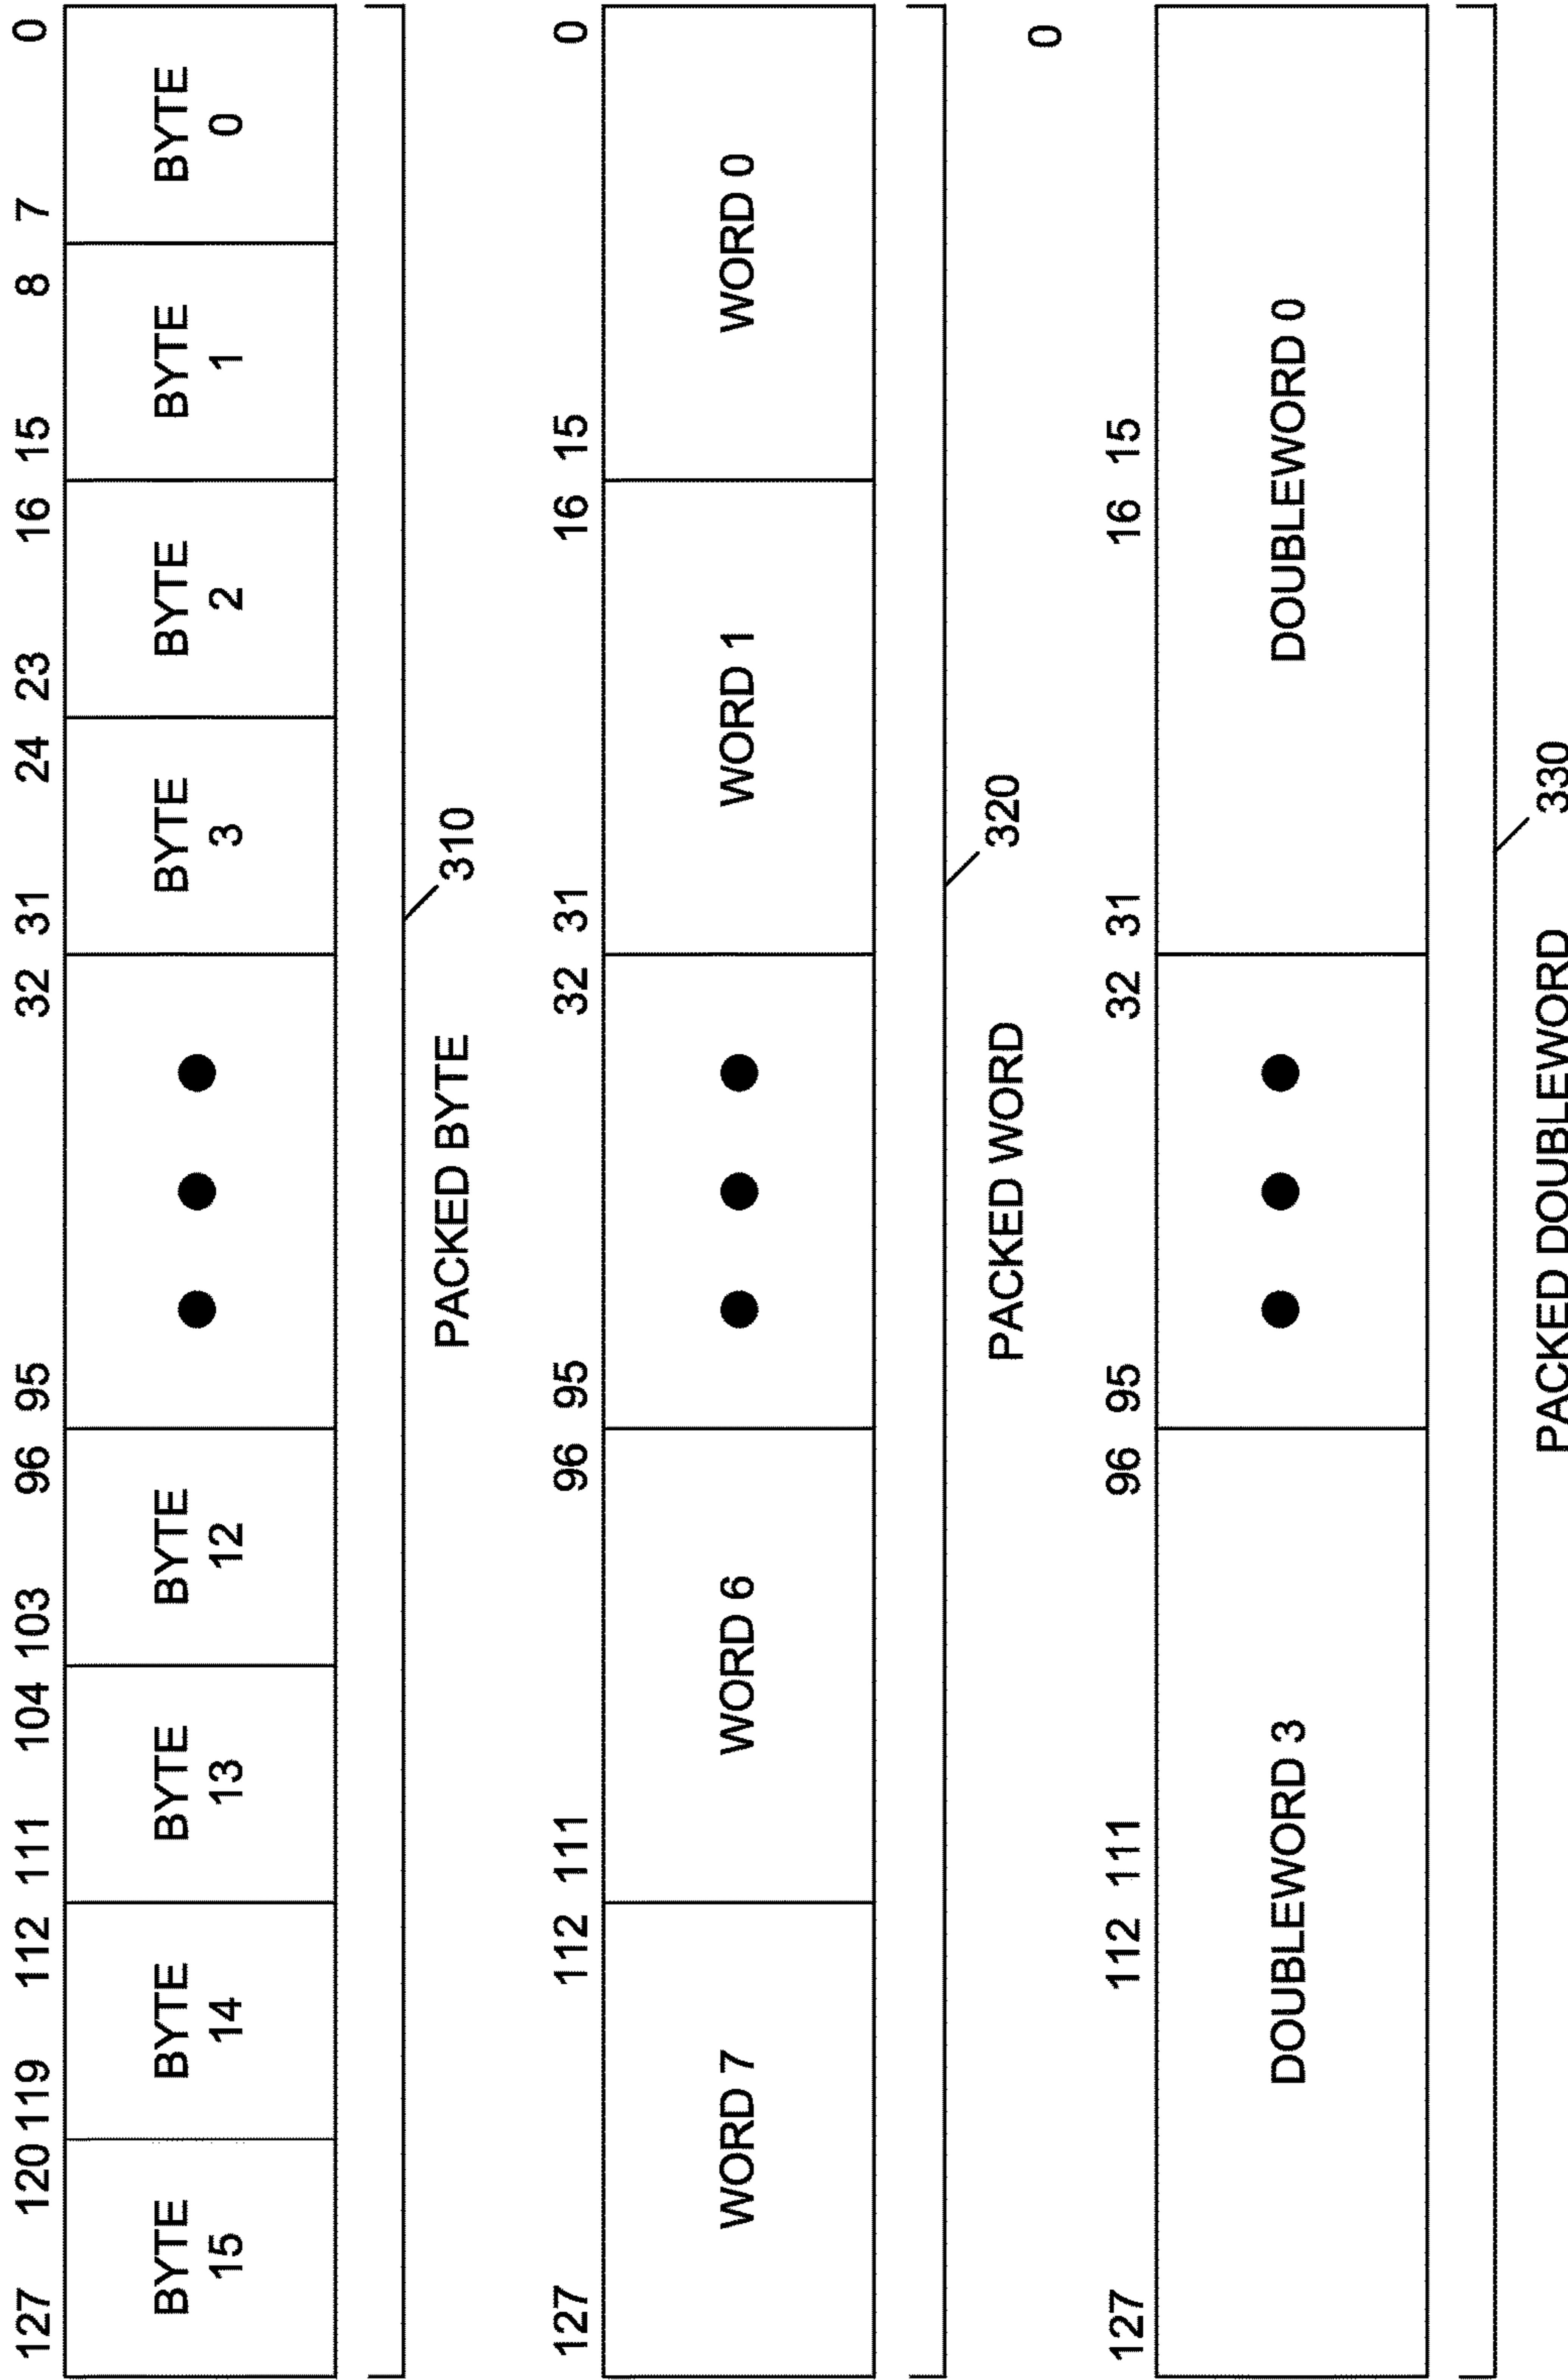 127 120 119 112 111 104 103 96 95 32 31 24 23 16 15 8 7 0
BYTE 15 BYTE 14 BYTE 13 BYTE 12 BYTE 3 BYTE 2 BYTE 1 BYTE 0
310
PACKED BYTE
127 112 111 96 95 32 31 16 15 0
WORD 7 WORD 6 WORD 1 WORD 0
320
PACKED WORD
127 112 111 96 95 32 31 16 15 0
DOUBLEWORD 3 DOUBLEWORD 0
330
PACKED DOUBLEWORD